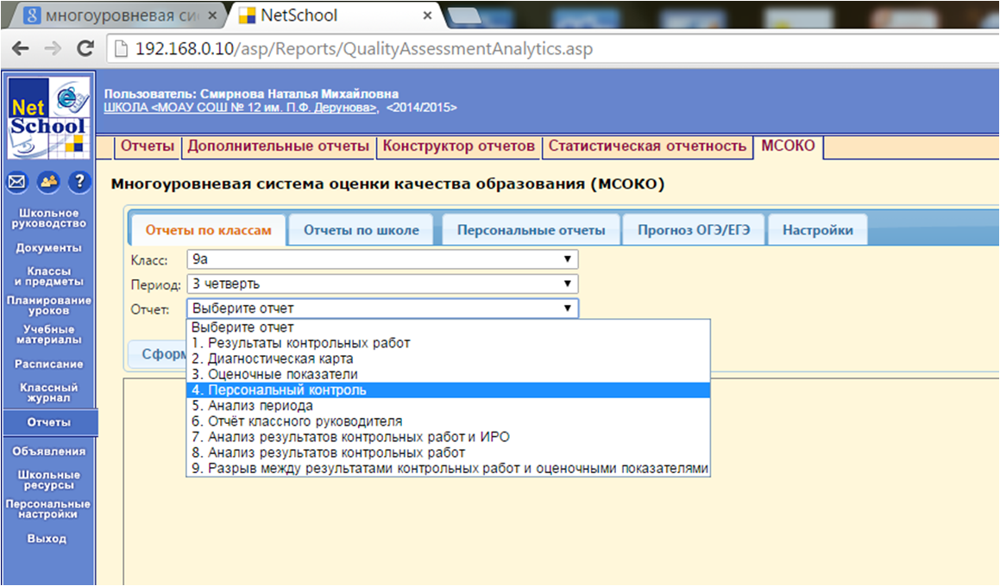 многоуровневая си
NetSchool
192.168.0.10/asp/Reports/QualityAssessmentAnalytics.asp
Net
School
Пользователь: Смирнова Наталья Михайловна
ШКОЛА <МОАУ СОШ № 12 им. П.Ф. Дерунова>, <2014/2015>
Отчеты
Дополнительные отчеты
Конструктор отчетов
Статистическая отчетность
МСОКО
Многоуровневая система оценки качества образования (МСОКО)
Отчеты по классам
Отчеты по школе
Персональные отчеты
Прогноз ОГЭ/ЕГЭ
Настройки
Класс: 9а
Период: 3 четверть
Отчет: Выберите отчет
Выберите отчет
1. Результаты контрольных работ
2. Диагностическая карта
3. Оценочные показатели
4. Персональный контроль
5. Анализ периода
6. Отчёт классного руководителя
7. Анализ результатов контрольных работ и ИРО
8. Анализ результатов контрольных работ
9. Разрыв между результатами контрольных работ и оценочными показателями
Сформ
Школьное
руководство
Документы
Классы
и предметы
Планирование
уроков
Учебные
материалы
Расписание
Классный
журнал
Отчеты
Объявления
Школьные
ресурсы
Персональные
настройки
Выход